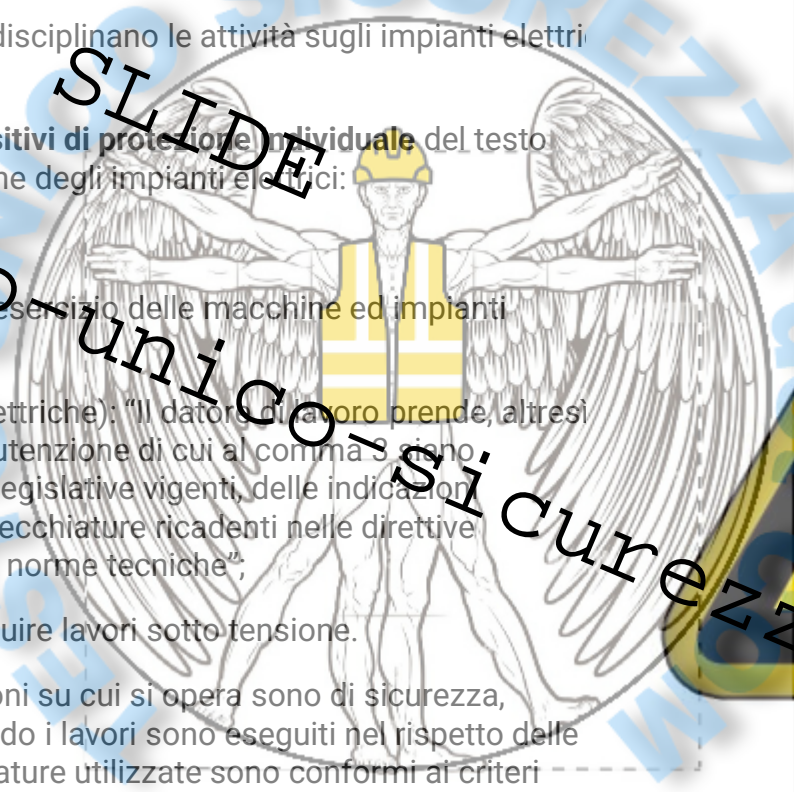 disciplinano le attività sugli impianti elettri
SLIDE
sitivi di protezione individuale del testo
ne degli impianti elettrici:
esercizio delle macchine ed impianti
o-unico-sicurezz
ettriche): “Il datore di lavoro prende, altresì
utenzione di cui al comma 3 siano
legislative vigenti, delle indicazioni
ecchiature ricadenti nelle direttive
norme tecniche”;
uire lavori sotto tensione.
oni su cui si opera sono di sicurezza,
do i lavori sono eseguiti nel rispetto delle
ature utilizzate sono conformi ai criteri